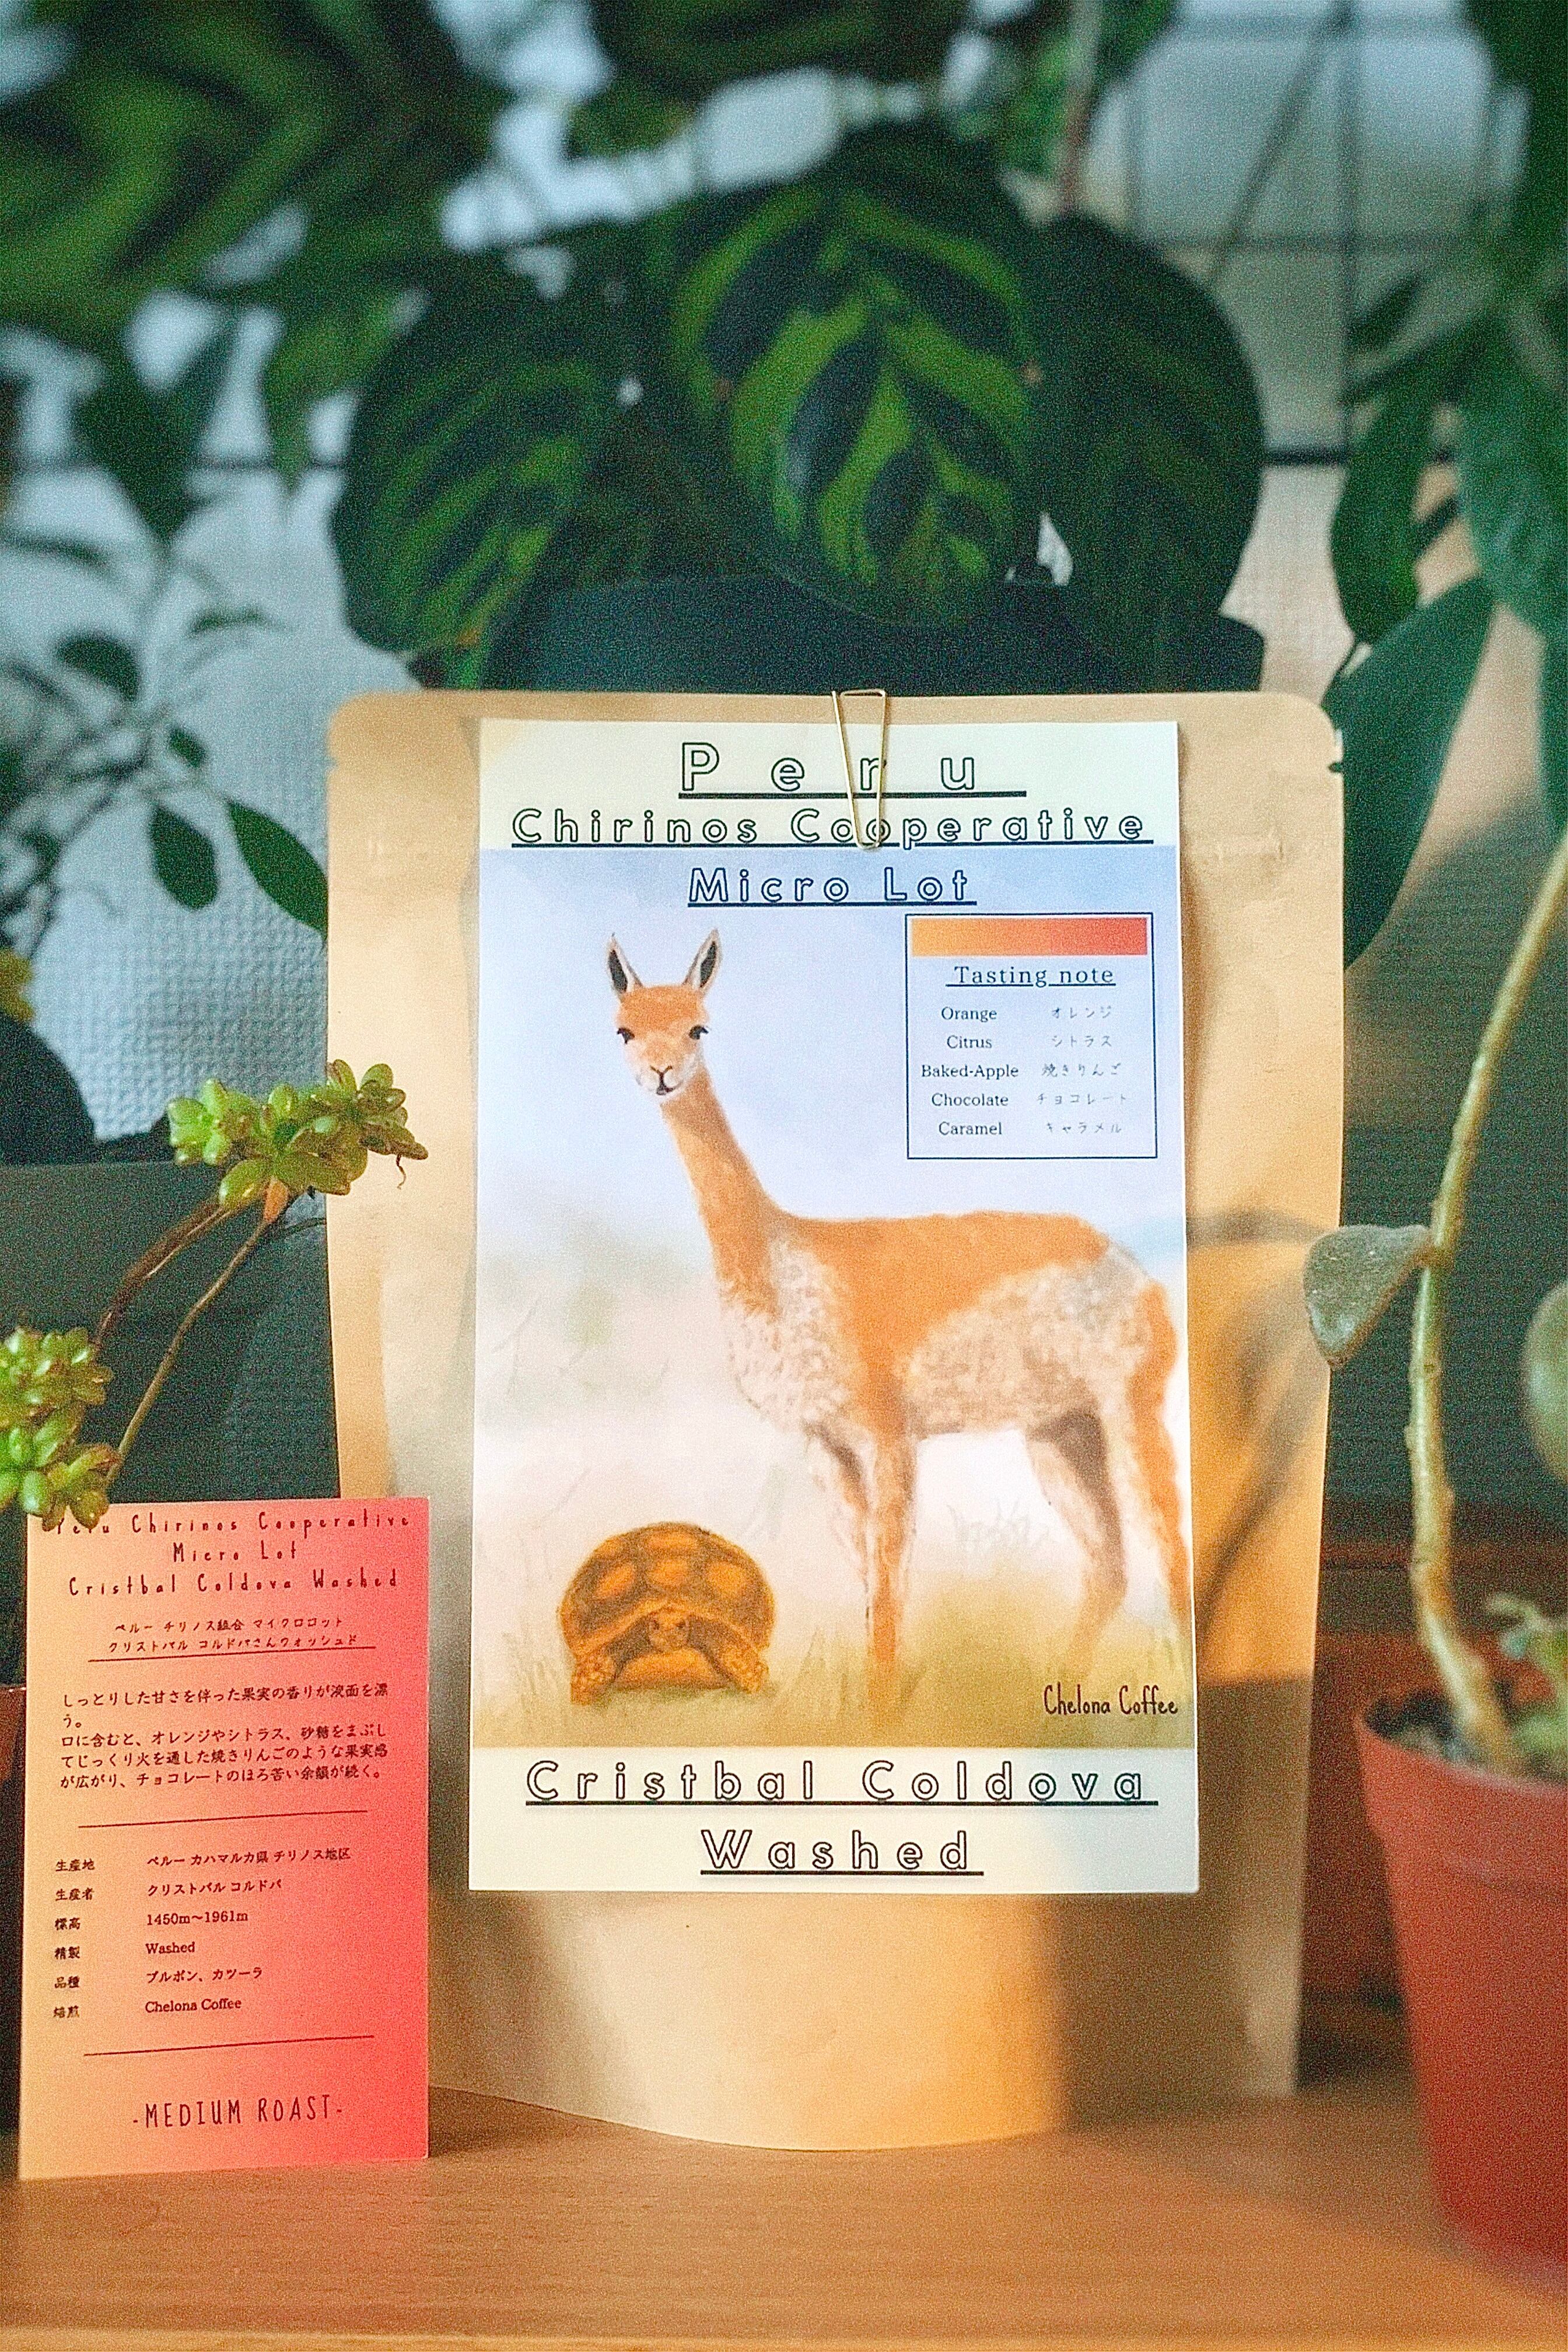 Peru
Chirinos Cooperative
Micro Lot
Tasting note
Orange オレンジ
Citrus シトラス
Baked-Apple 焼きりんご
Chocolate チョコレート
Caramel キャラメル
Chelona Coffee
Cristbal Coldova
Washed
Peru Chirinos Cooperative
Micro Lot
Cristbal Coldova Washed
ペルー チリノス組合 マイクロロット
クリストバル コルドバさんウォッシュド
しっとりした甘さを伴った果実の香りが液面を漂
う。
口に含むと、オレンジやシトラス、砂糖をまぶし
てじっくり火を通した焼きりんごのような果実感
が広がり、チョコレートのほろ苦い余韻が続く。
生産地 ペルー カハマルカ県 チリノス地区
生産者 クリストバル コルドバ
標高 1450m〜1961m
精製 Washed
品種 ブルボン、カツーラ
焙煎 Chelona Coffee
-MEDIUM ROAST-